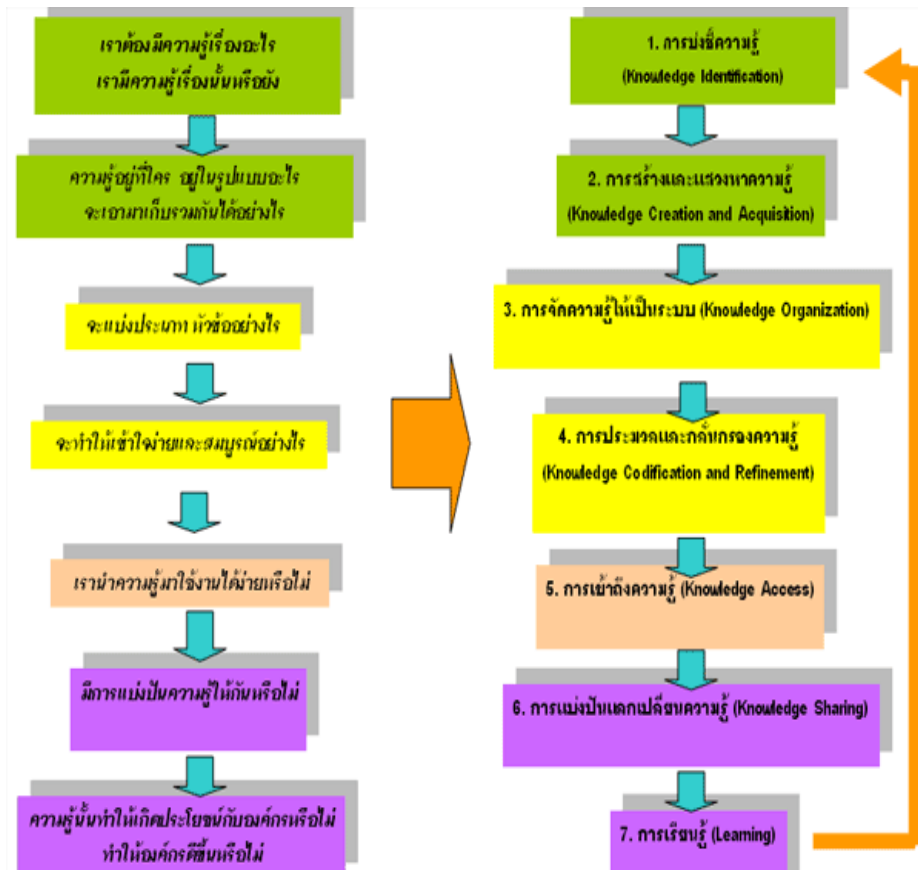 เราต้องมีความรู้เรื่องอะไร
เรามีความรู้เรื่องนั้นหรือยัง
ความรู้อยู่ที่ใคร อยู่ในรูปแบบอะไร
จะเอามาเก็บรวมกันได้อย่างไร
จะแบ่งประเภท หัวข้ออย่างไร
จะทำให้เข้าใจง่ายและสมบูรณ์อย่างไร
เรานำความรู้มาใช้งานได้ง่ายหรือไม่
มีการแบ่งปันความรู้ให้กันหรือไม่
ความรู้นั้นทำให้เกิดประโยชน์กับองค์กรหรือไม่
ทำให้องค์กรดีขึ้นหรือไม่
1. การบ่งชี้ความรู้
(Knowledge Identification)
2. การสร้างและแสวงหาความรู้
(Knowledge Creation and Acquisition)
3. การจัดความรู้ให้เป็นระบบ (Knowledge Organization)
4. การประมวลและกลั่นกรองความรู้
(Knowledge Codification and Refinement)
5. การเข้าถึงความรู้ (Knowledge Access)
6. การแบ่งปันแลกเปลี่ยนความรู้ (Knowledge Sharing)
7. การเรียนรู้ (Learning)